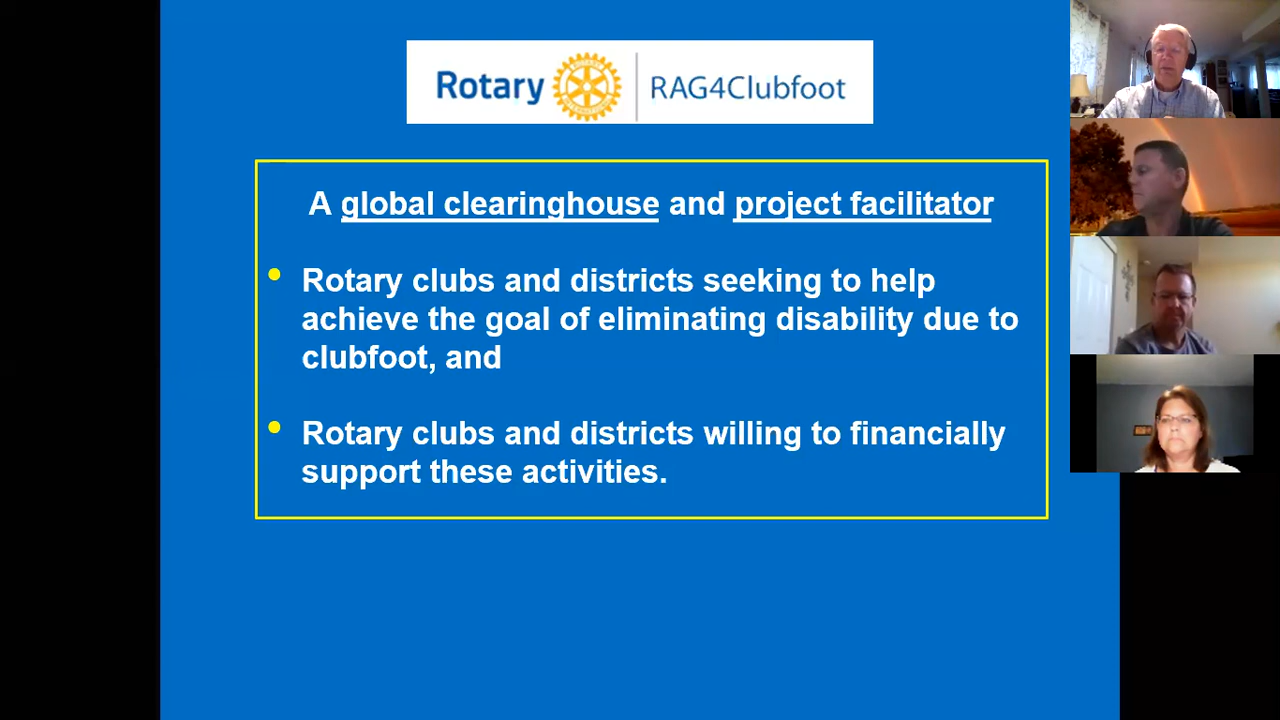 Rotary RAG4Clubfoot
A global clearinghouse and project facilitator
• Rotary clubs and districts seeking to help
achieve the goal of eliminating disability due to
clubfoot, and
• Rotary clubs and districts willing to financially
support these activities.